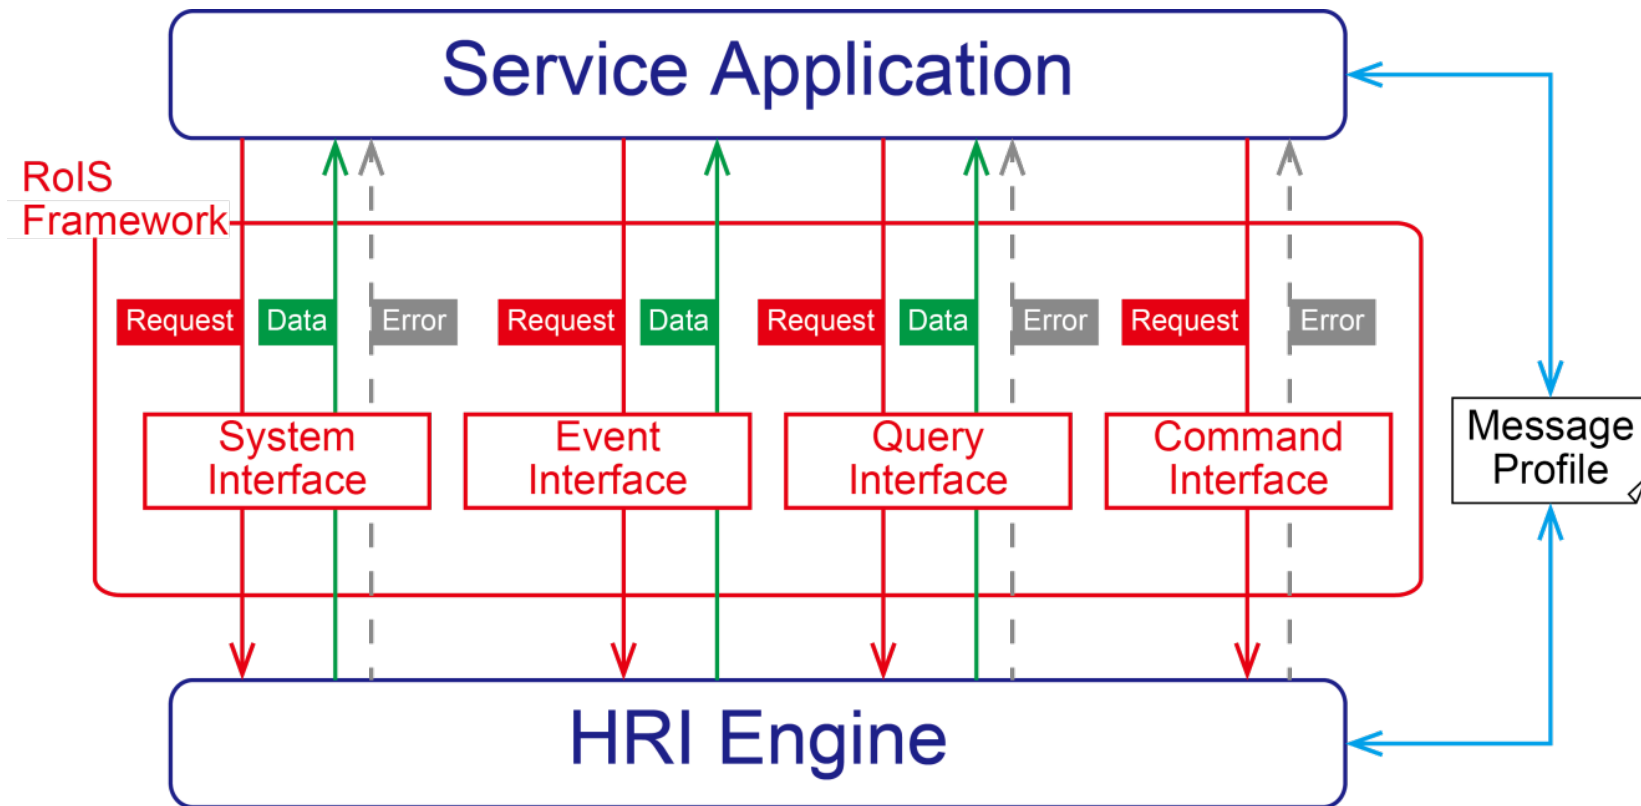 Service Application
RoIS
Framework
Request
Data
Error
Request
Data
Request
Data
Error
Request
Error
System
Interface
Event
Interface
Query
Interface
Command
Interface
Message
Profile
HRI Engine